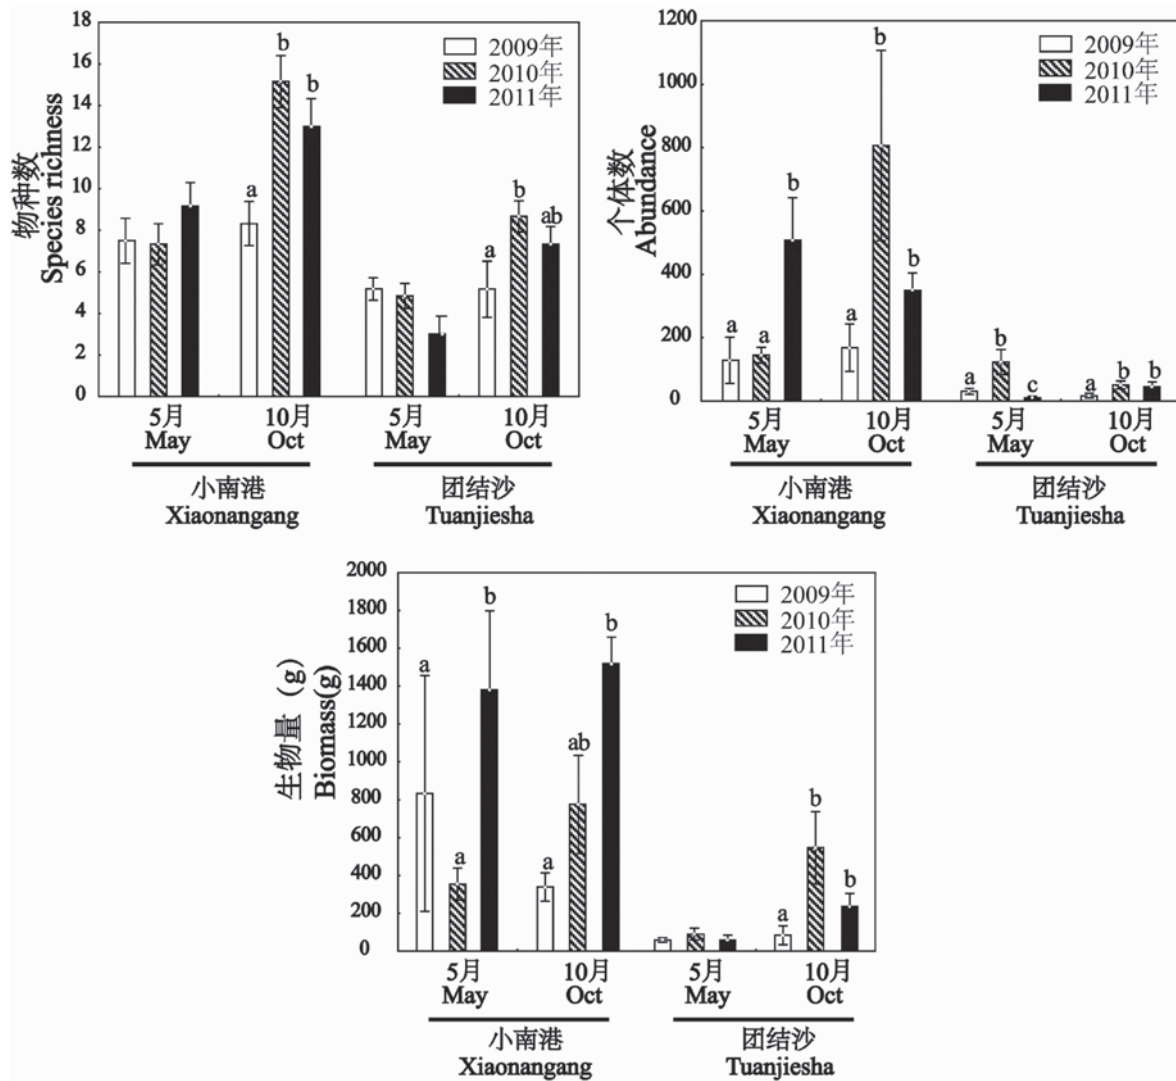 物种数
Species richness
18
16
14
12
10
8
6
4
2
0
2009年
2010年
2011年
a
b
b
a
b
ab
5月
May
10月
Oct
5月
May
10月
Oct
小南港
Xiaonangang
团结沙
Tuanjiesha
个体数
Abundance
1200
1000
800
600
400
200
0
2009年
2010年
2011年
a
a
b
a
b
b
a
b
c
a
b
b
5月
May
10月
Oct
5月
May
10月
Oct
小南港
Xiaonangang
团结沙
Tuanjiesha
生物量 (g)
Biomass(g)
2000
1800
1600
1400
1200
1000
800
600
400
200
0
2009年
2010年
2011年
a
a
b
a
ab
b
a
b
b
5月
May
10月
Oct
5月
May
10月
Oct
小南港
Xiaonangang
团结沙
Tuanjiesha